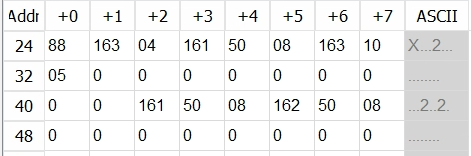 Addr +0 +1 +2 +3 +4 +5 +6 +7 ASCII
24 88 163 04 161 50 08 163 10 X...2...
32 05 0 0 0 0 0 0 0 ........
40 0 0 161 50 08 162 50 08 ...2..2.
48 0 0 0 0 0 0 0 0 ........